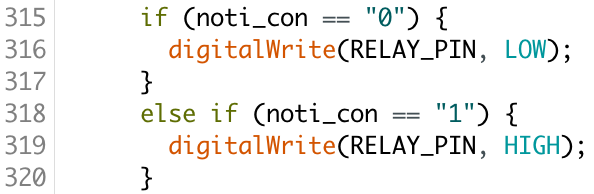 315 if (noti_con == "0") {
316 digitalWrite(RELAY_PIN, LOW);
317 }
318 else if (noti_con == "1") {
319 digitalWrite(RELAY_PIN, HIGH);
320 }